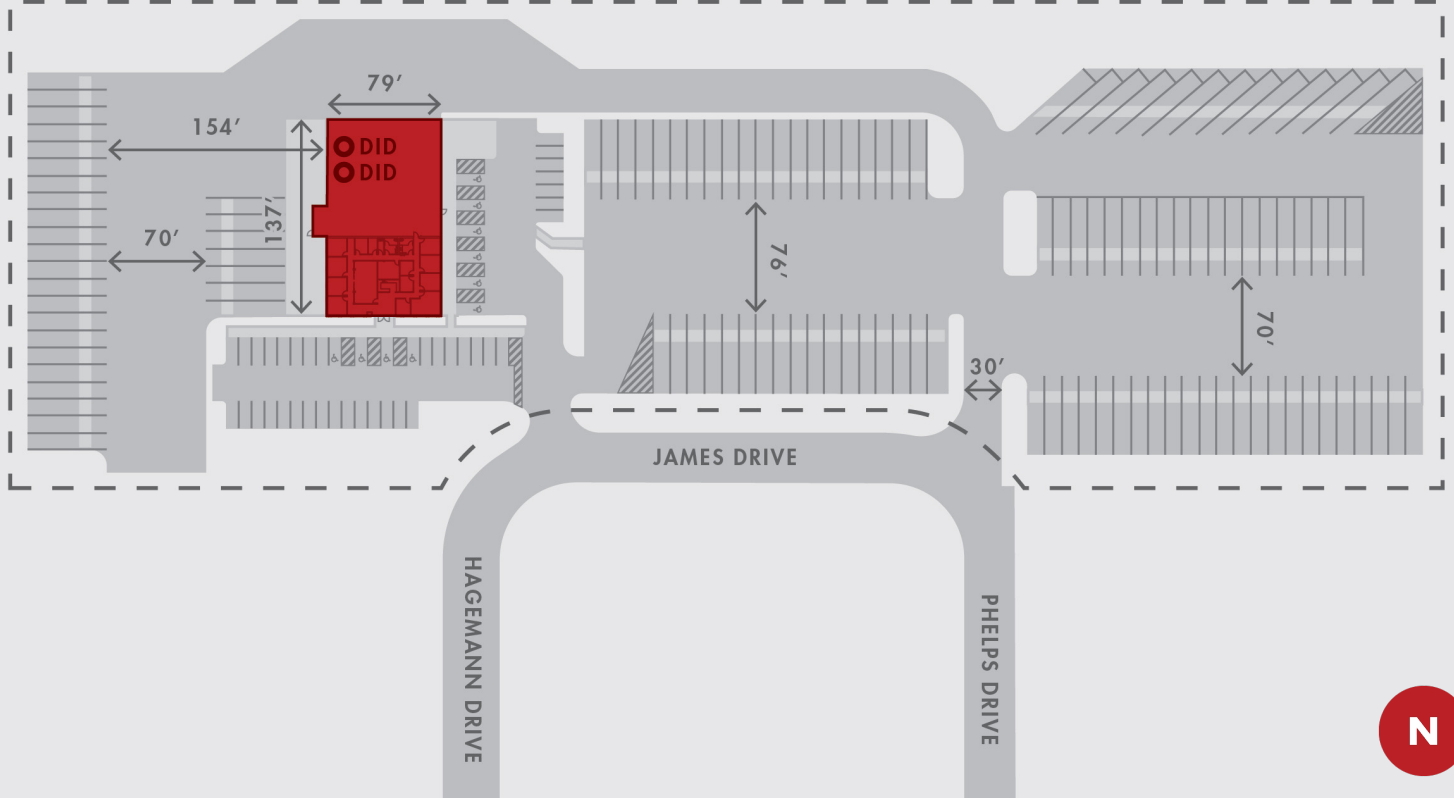 79′
154′
DID
DID
137′
70′
76′
70′
30′
JAMES DRIVE
HAGEMANN DRIVE
PHELPS DRIVE
N